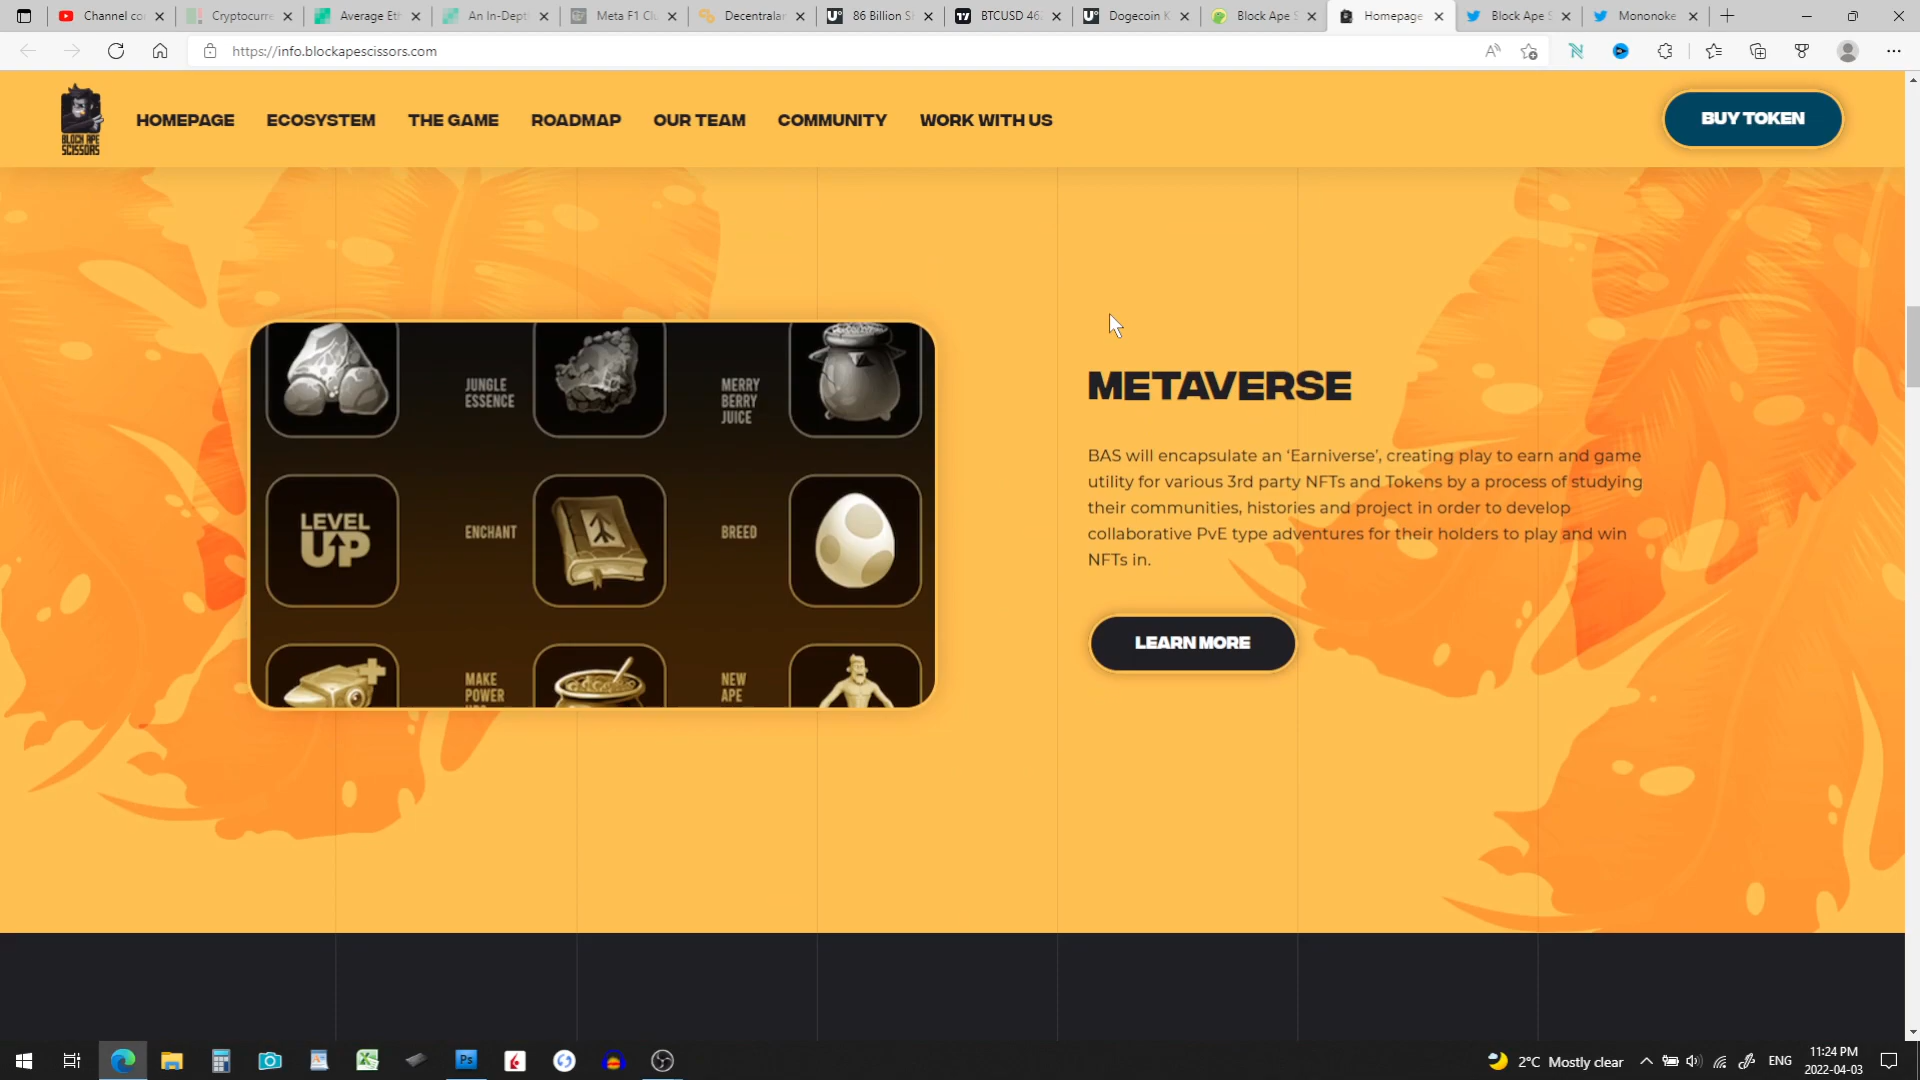 Channel co
Cryptocurre
Average Eth
An In-Depth
Meta F1 Clu
Decentralan
86 Billion Sh
BTCUSD 46
Dogecoin K
Block Ape S
Homepage
Block Ape S
Mononoke
https://info.blockapescissors.com
BLOCK APE
SCISSORS
HOMEPAGE
ECOSYSTEM
THE GAME
ROADMAP
OUR TEAM
COMMUNITY
WORK WITH US
BUY TOKEN
JUNGLE
ESSENCE
MERRY
BERRY
JUICE
LEVEL
UP
ENCHANT
BREED
MAKE
POWER
NEW
APE
METAVERSE
BAS will encapsulate an ‘Earniverse’, creating play to earn and game
utility for various 3rd party NFTs and Tokens by a process of studying
their communities, histories and project in order to develop
collaborative PvE type adventures for their holders to play and win
NFTs in.
LEARN MORE
Ps
2°C Mostly clear
ENG
11:24 PM
2022-04-03